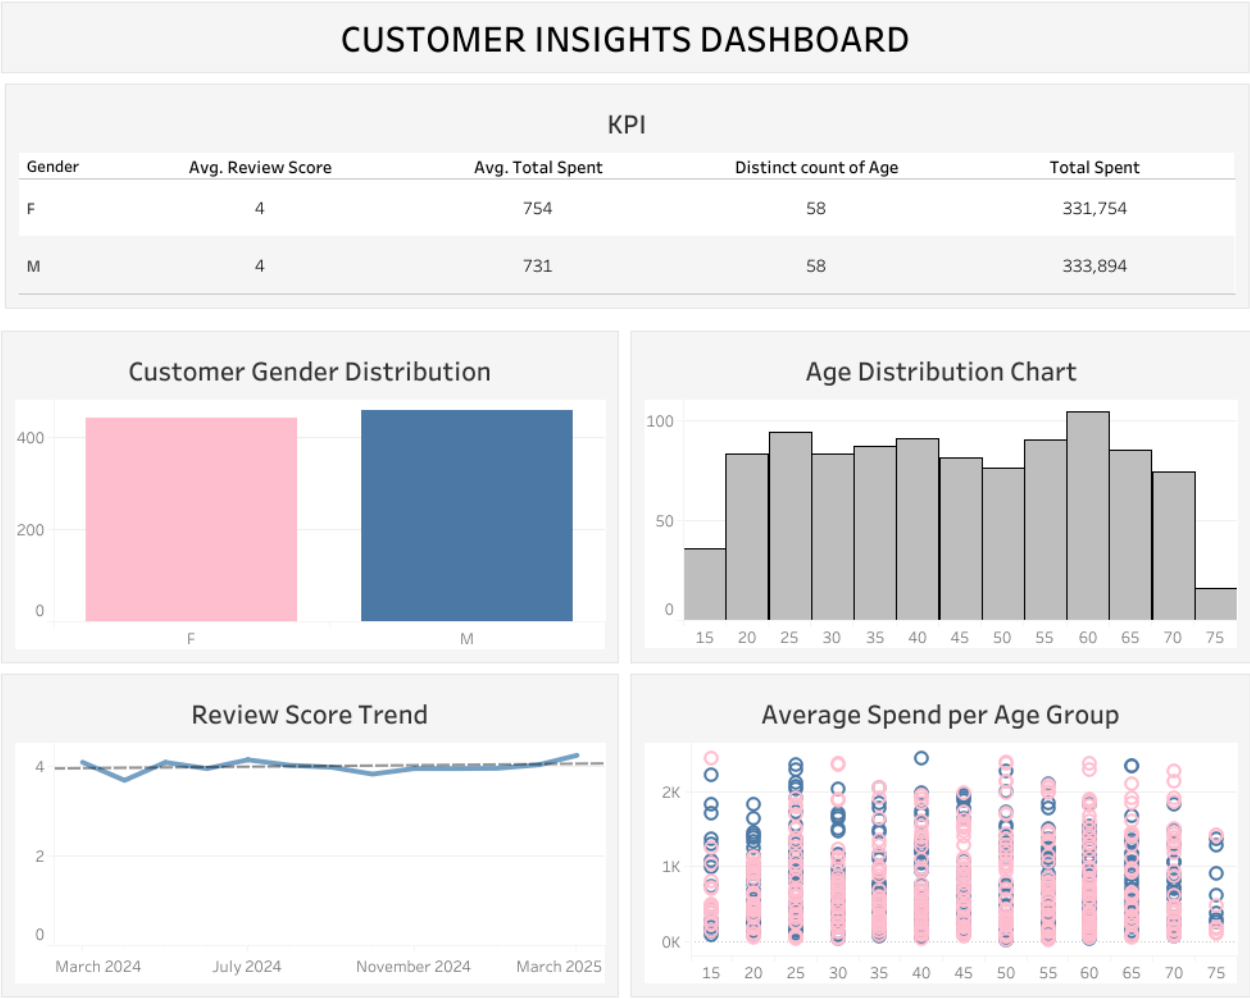 CUSTOMER INSIGHTS DASHBOARD
KPI
Gender Avg. Review Score Avg. Total Spent Distinct count of Age Total Spent
F 4 754 58 331,754
M 4 731 58 333,894
Customer Gender Distribution
400
200
0
F M
Age Distribution Chart
100
50
0
15 20 25 30 35 40 45 50 55 60 65 70 75
Review Score Trend
4
2
0
March 2024 July 2024 November 2024 March 2025
Average Spend per Age Group
2K
1K
0K
15 20 25 30 35 40 45 50 55 60 65 70 75